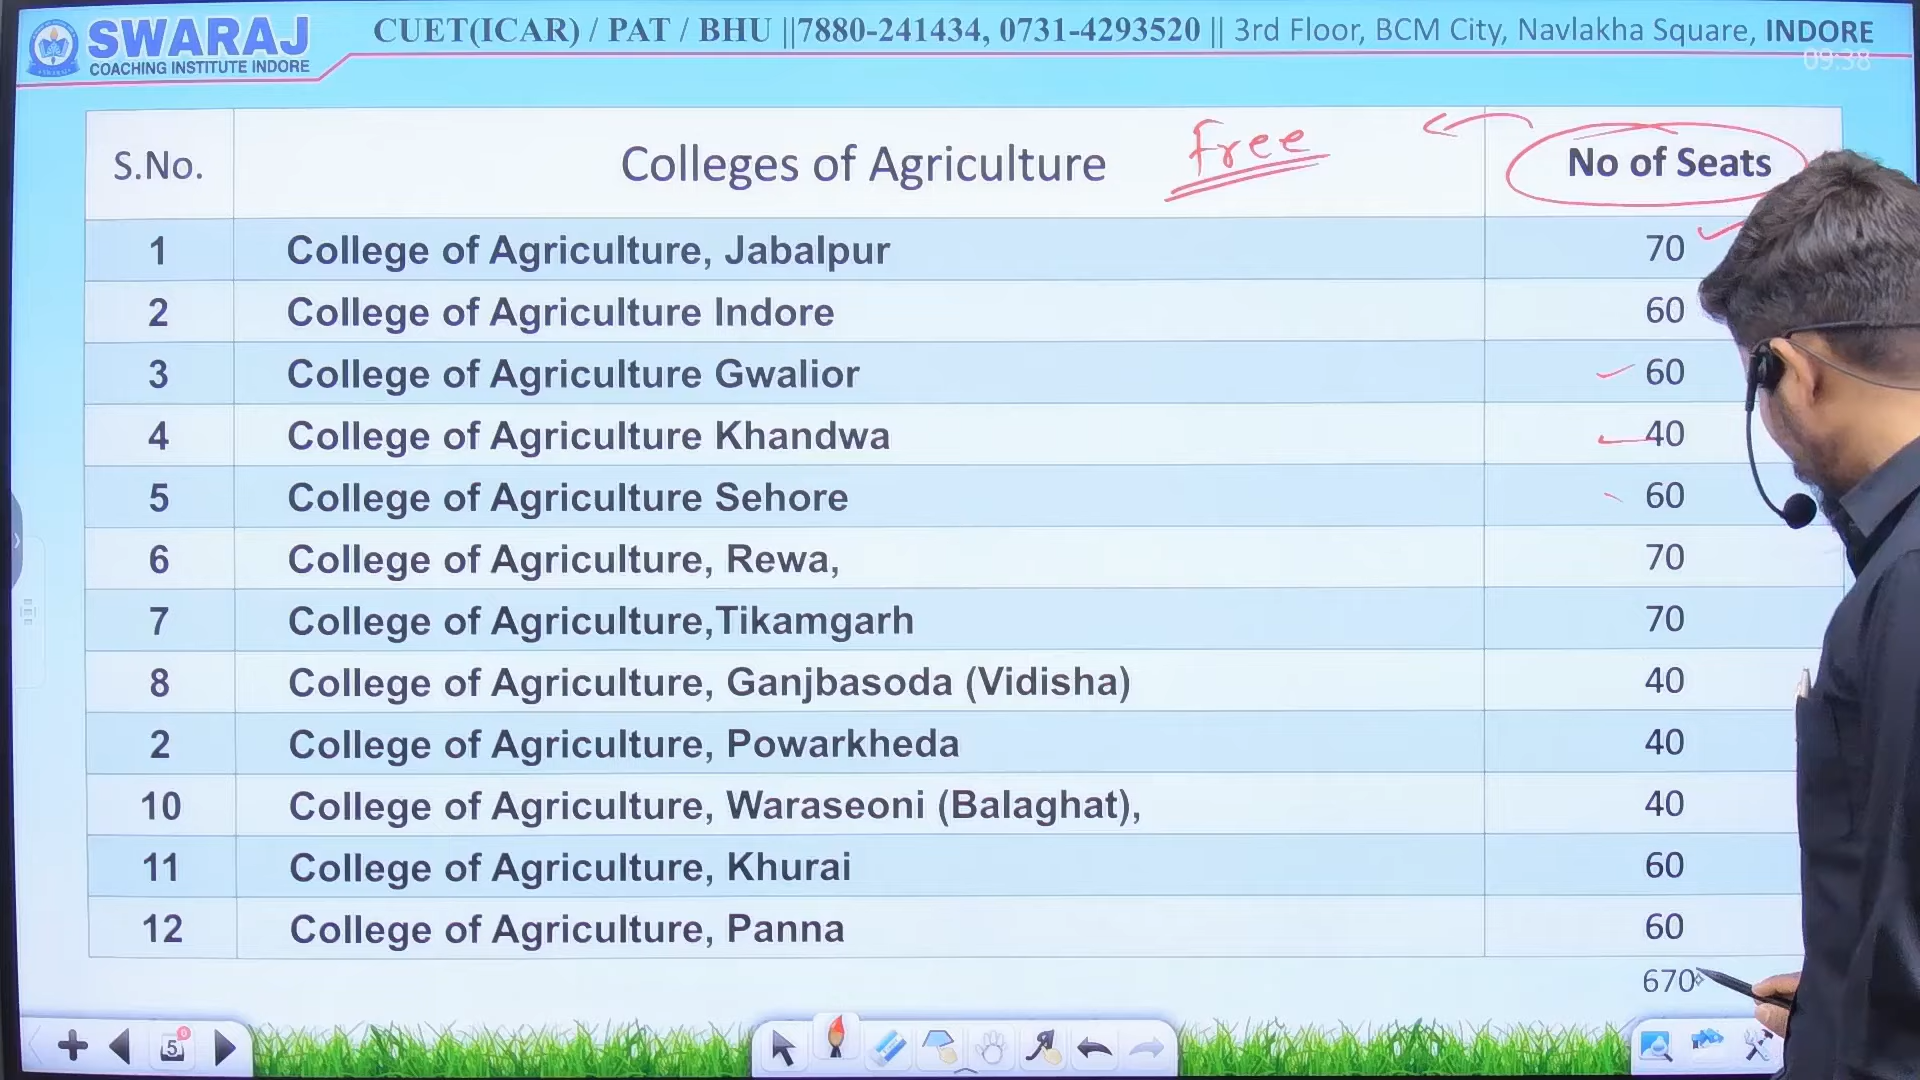 SWARAJ
COACHING INSTITUTE INDORE
CUET(ICAR) / PAT / BHU ||7880-241434, 0731-4293520 || 3rd Floor, BCM City, Navlakha Square, INDORE
09:38
S.No. Colleges of Agriculture Free No of Seats
1 College of Agriculture, Jabalpur 70
2 College of Agriculture Indore 60
3 College of Agriculture Gwalior 60
4 College of Agriculture Khandwa 40
5 College of Agriculture Sehore 60
6 College of Agriculture, Rewa, 70
7 College of Agriculture,Tikamgarh 70
8 College of Agriculture, Ganjbasoda (Vidisha) 40
2 College of Agriculture, Powarkheda 40
10 College of Agriculture, Waraseoni (Balaghat), 40
11 College of Agriculture, Khurai 60
12 College of Agriculture, Panna 60
670
5